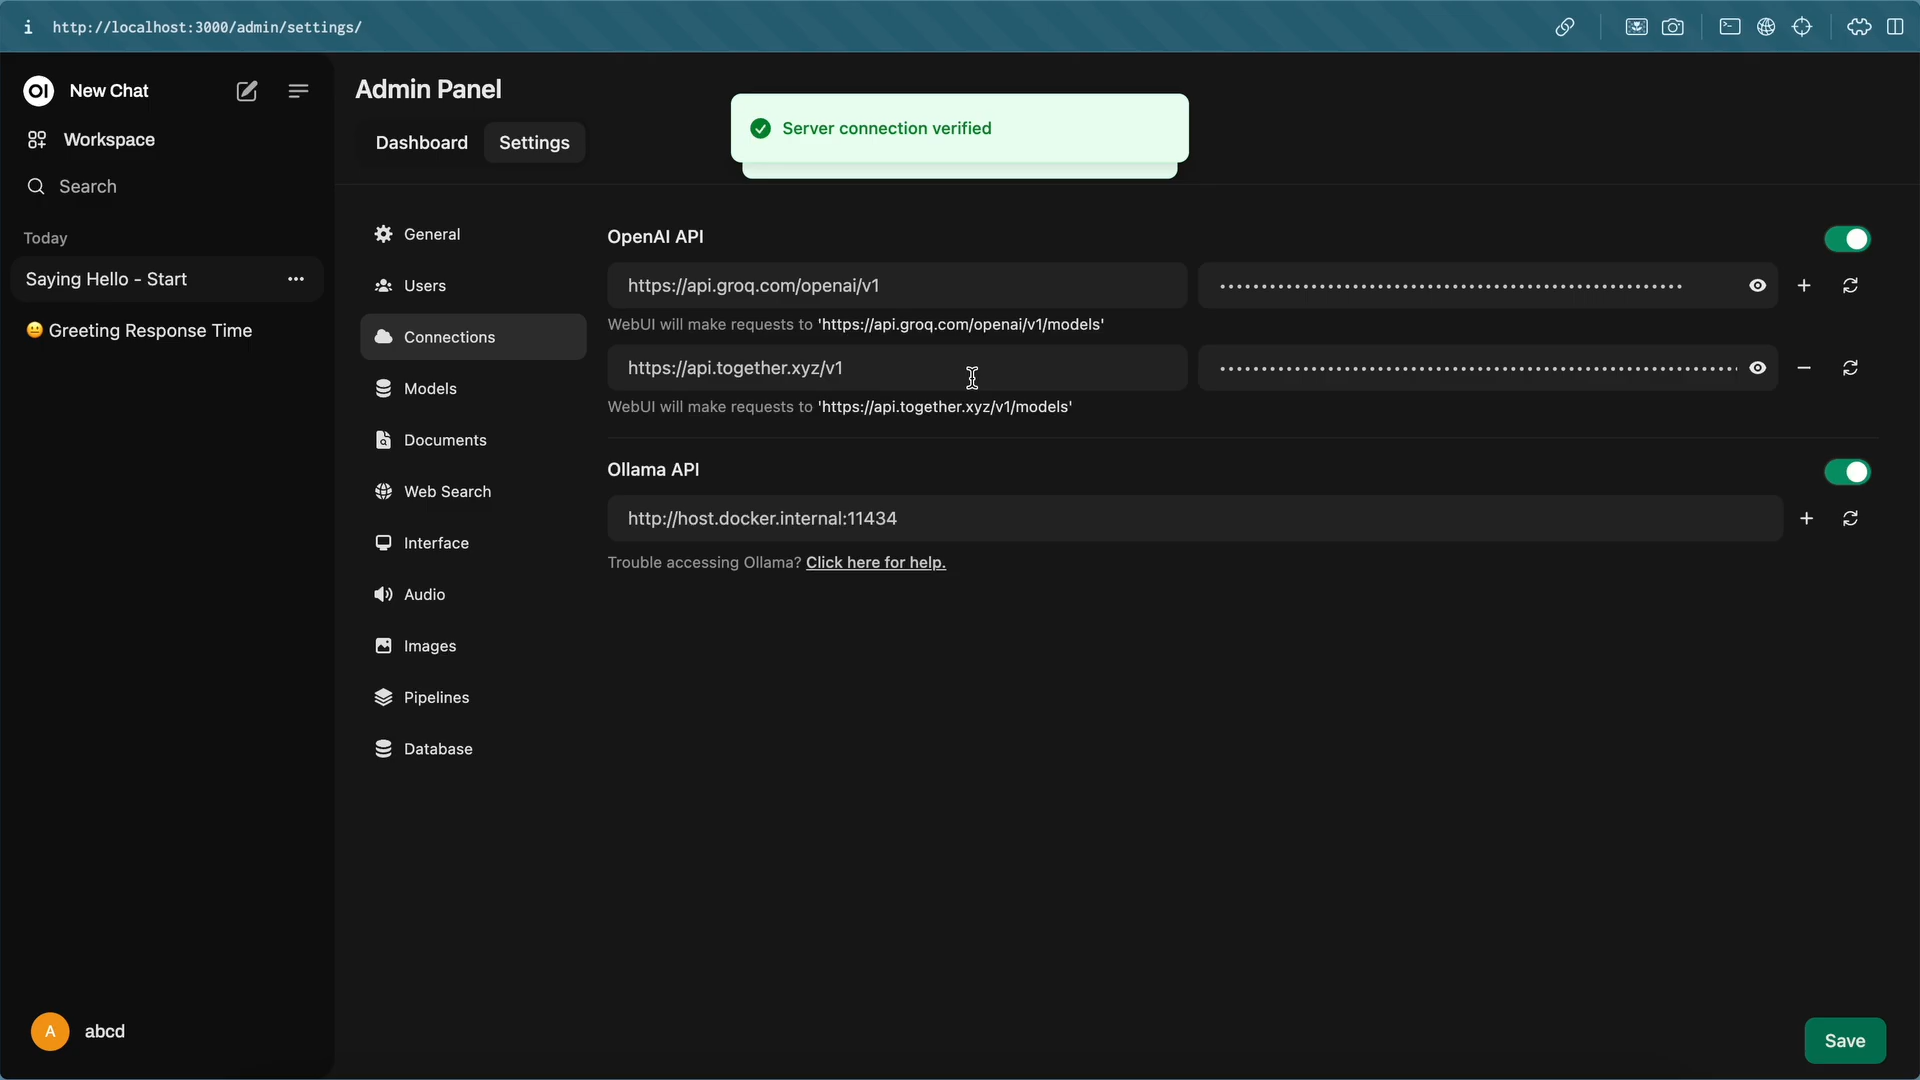 i http://localhost:3000/admin/settings/
OI New Chat
Workspace
Search
Today
Saying Hello - Start
😐 Greeting Response Time
A abcd
Admin Panel
Dashboard Settings
Server connection verified
General
Users
Connections
Models
Documents
Web Search
Interface
Audio
Images
Pipelines
Database
OpenAI API
https://api.groq.com/openai/v1
WebUI will make requests to 'https://api.groq.com/openai/v1/models'
https://api.together.xyz/v1
WebUI will make requests to 'https://api.together.xyz/v1/models'
Ollama API
http://host.docker.internal:11434
Trouble accessing Ollama? Click here for help.
Save